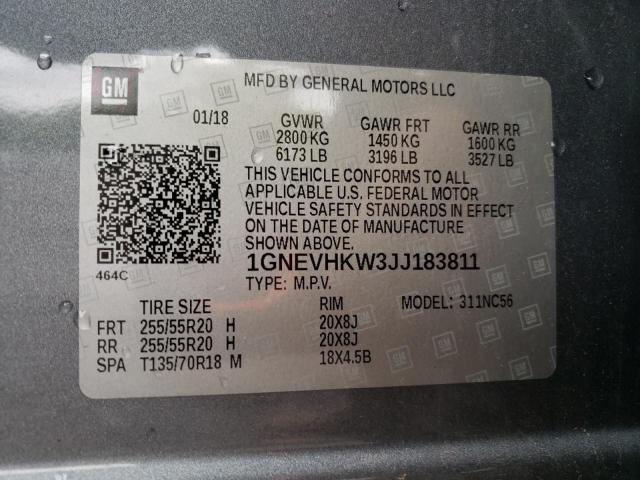 GM
MFD BY GENERAL MOTORS LLC
01/18 GVWR GAWR FRT GAWR RR
2800 KG 1450 KG 1600 KG
6173 LB 3196 LB 3527 LB
THIS VEHICLE CONFORMS TO ALL
APPLICABLE U.S. FEDERAL MOTOR
VEHICLE SAFETY STANDARDS IN EFFECT
ON THE DATE OF MANUFACTURE
SHOWN ABOVE.
464C
1GNEVHKW3JJ183811
TYPE: M.P.V.
TIRE SIZE RIM MODEL: 311NC56
FRT 255/55R20 H 20X8J
RR 255/55R20 H 20X8J
SPA T135/70R18 M 18X4.5B